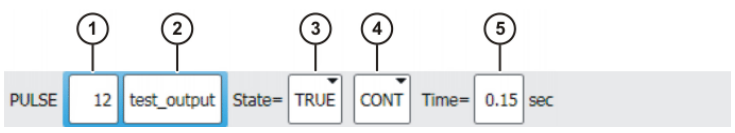 1 2 3 4 5
PULSE 12 test_output State= TRUE CONT Time= 0.15 sec